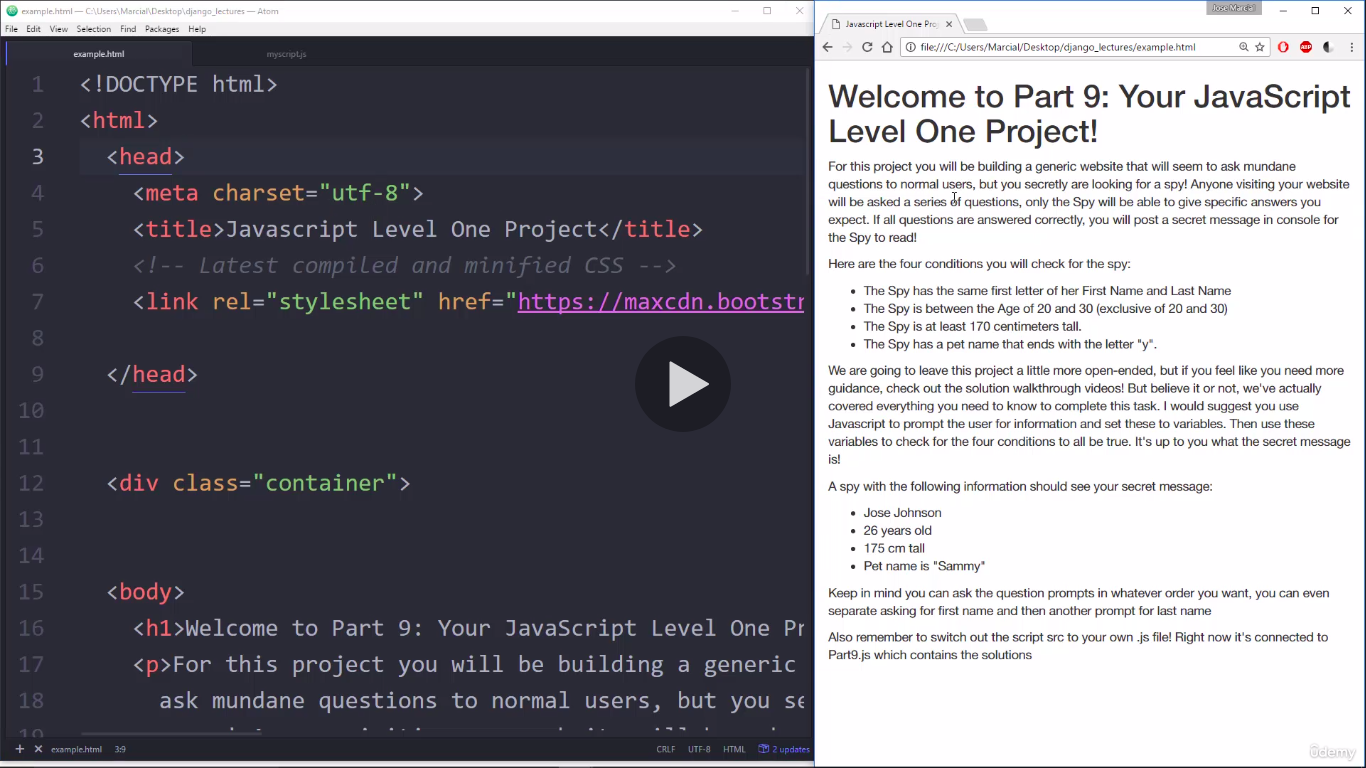 example.html — C:\Users\Marcial\Desktop\django_lectures — Atom
File Edit View Selection Find Packages Help
example.html myscript.js
1 <!DOCTYPE html>
2 <html>
3 <head>
4 <meta charset="utf-8">
5 <title>Javascript Level One Project</title>
6 <!-- Latest compiled and minified CSS -->
7 <link rel="stylesheet" href="https://maxcdn.bootstr
8
9 </head>
10
11
12 <div class="container">
13
14
15 <body>
16 <h1>Welcome to Part 9: Your JavaScript Level One Pr
17 <p>For this project you will be building a generic
18 ask mundane questions to normal users, but you se
19
example.html 3:9 CRLF UTF-8 HTML 2 updates
Jose Marcial
Javascript Level One Pro
file:///C:/Users/Marcial/Desktop/django_lectures/example.html
ABP
Welcome to Part 9: Your JavaScript
Level One Project!
For this project you will be building a generic website that will seem to ask mundane
questions to normal users, but you secretly are looking for a spy! Anyone visiting your website
will be asked a series of questions, only the Spy will be able to give specific answers you
expect. If all questions are answered correctly, you will post a secret message in console for
the Spy to read!
Here are the four conditions you will check for the spy:
• The Spy has the same first letter of her First Name and Last Name
• The Spy is between the Age of 20 and 30 (exclusive of 20 and 30)
• The Spy is at least 170 centimeters tall.
• The Spy has a pet name that ends with the letter "y".
We are going to leave this project a little more open-ended, but if you feel like you need more
guidance, check out the solution walkthrough videos! But believe it or not, we've actually
covered everything you need to know to complete this task. I would suggest you use
Javascript to prompt the user for information and set these to variables. Then use these
variables to check for the four conditions to all be true. It's up to you what the secret message
is!
A spy with the following information should see your secret message:
• Jose Johnson
• 26 years old
• 175 cm tall
• Pet name is "Sammy"
Keep in mind you can ask the question prompts in whatever order you want, you can even
separate asking for first name and then another prompt for last name
Also remember to switch out the script src to your own .js file! Right now it's connected to
Part9.js which contains the solutions
ûdemy